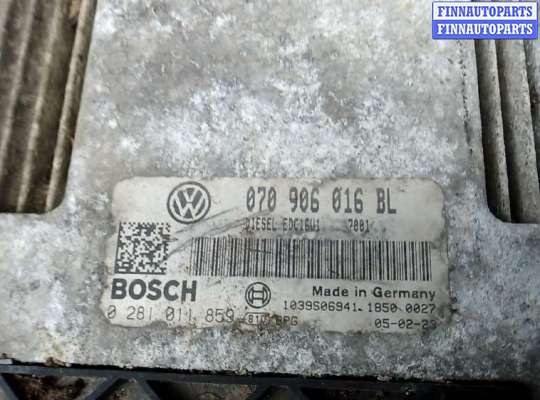 FINNAUTOPARTS
FINNAUTOPARTS
070 906 016 BL
DIESEL EDC16U1 7001
BOSCH
Made in Germany
0 281 011 859
1039S06941.1850 0027
05-02-23